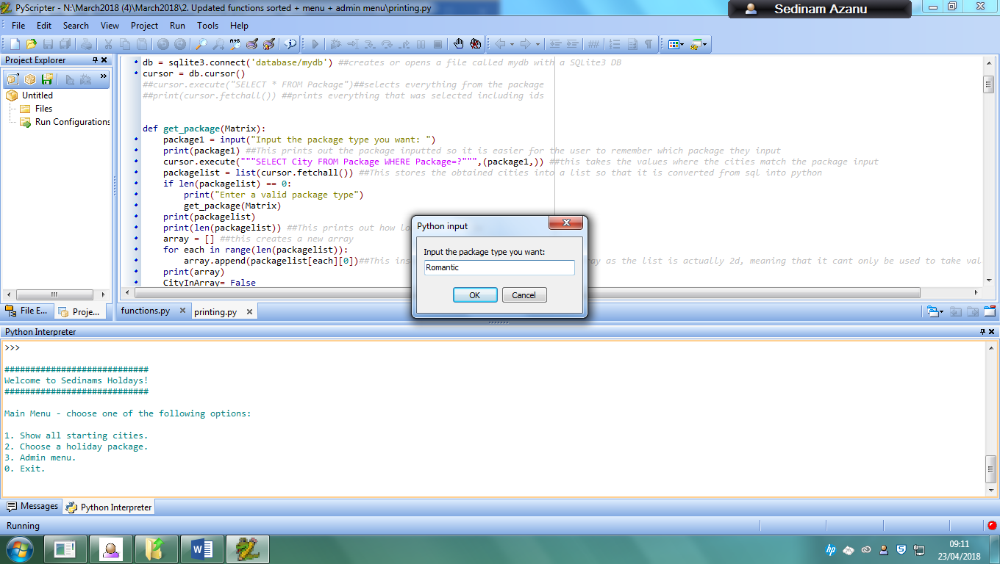 PyScripter - N:\March2018 (4)\March2018\2. Updated functions sorted + menu + admin menu\printing.py
Sedinam Azanu
File Edit Search View Project Run Tools Help
Project Explorer
Untitled
Files
Run Configurations
File E... Proje...
db = sqlite3.connect('database/mydb') ##creates or opens a file called mydb with a SQLite3 DB
cursor = db.cursor()
##cursor.execute("SELECT * FROM Package")##selects everything from the package
##print(cursor.fetchall()) ##prints everything that was selected including ids
def get_package(Matrix):
package1 = input("Input the package type you want: ")
print(package1) ##This prints out the package inputted so it is easier for the user to remember which package they input
cursor.execute("""SELECT City FROM Package WHERE Package=?""",(package1,)) ##this takes the values where the cities match the package input
packagelist = list(cursor.fetchall()) ##This stores the obtained cities into a list so that it is converted from sql into python
if len(packagelist) == 0:
print("Enter a valid package type")
get_package(Matrix)
print(packagelist)
print(len(packagelist)) ##This prints out how lo
array = [] ##this creates a new array
for each in range(len(packagelist)):
array.append(packagelist[each][0])##This ins ray as the list is actually 2d, meaning that it cant only be used to take val
print(array)
CityInArray= False
functions.py printing.py
Python input
Input the package type you want:
Romantic
OK Cancel
Python Interpreter
>>>
############################
Welcome to Sedinams Holdays!
############################
Main Menu - choose one of the following options:
1. Show all starting cities.
2. Choose a holiday package.
3. Admin menu.
0. Exit.
Messages Python Interpreter
Running
hp
09:11
23/04/2018